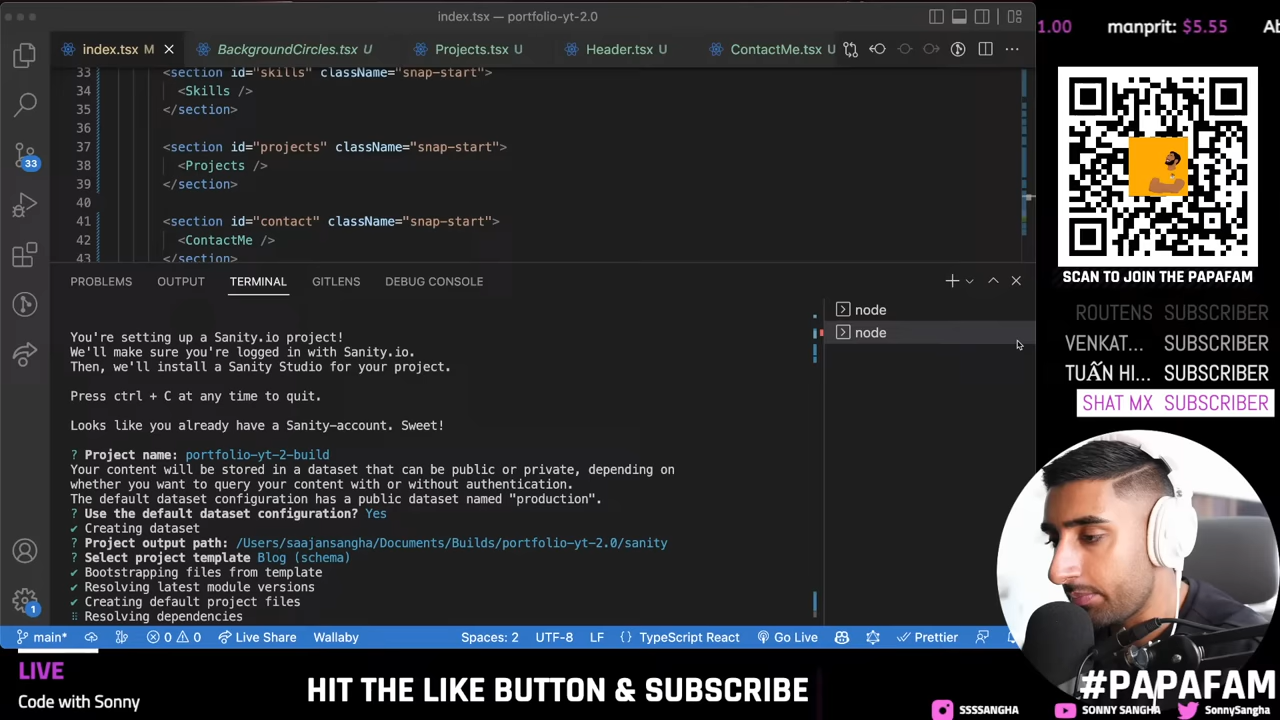 index.tsx — portfolio-yt-2.0
index.tsx M
BackgroundCircles.tsx U
Projects.tsx U
Header.tsx U
ContactMe.tsx U
33 <section id="skills" className="snap-start">
34 <Skills />
35 </section>
36
37 <section id="projects" className="snap-start">
38 <Projects />
39 </section>
40
41 <section id="contact" className="snap-start">
42 <ContactMe />
43 </section>
33
PROBLEMS OUTPUT TERMINAL GITLENS DEBUG CONSOLE
node
node
You're setting up a Sanity.io project!
We'll make sure you're logged in with Sanity.io.
Then, we'll install a Sanity Studio for your project.
Press ctrl + C at any time to quit.
Looks like you already have a Sanity-account. Sweet!
? Project name: portfolio-yt-2-build
Your content will be stored in a dataset that can be public or private, depending on
whether you want to query your content with or without authentication.
The default dataset configuration has a public dataset named "production".
? Use the default dataset configuration? Yes
✔ Creating dataset
? Project output path: /Users/saajansangha/Documents/Builds/portfolio-yt-2.0/sanity
? Select project template Blog (schema)
✔ Bootstrapping files from template
✔ Resolving latest module versions
✔ Creating default project files
⠿ Resolving dependencies
1
main* 0 0 Live Share Wallaby Spaces: 2 UTF-8 LF {} TypeScript React Go Live Prettier
1.00 manprit: $5.55 Ab
SCAN TO JOIN THE PAPAFAM
ROUTENS SUBSCRIBER
VENKAT... SUBSCRIBER
TUẤN HI... SUBSCRIBER
SHAT MX SUBSCRIBER
LIVE
Code with Sonny
HIT THE LIKE BUTTON & SUBSCRIBE
#PAPAFAM
SSSSANGHA SONNY SANGHA SonnySangha